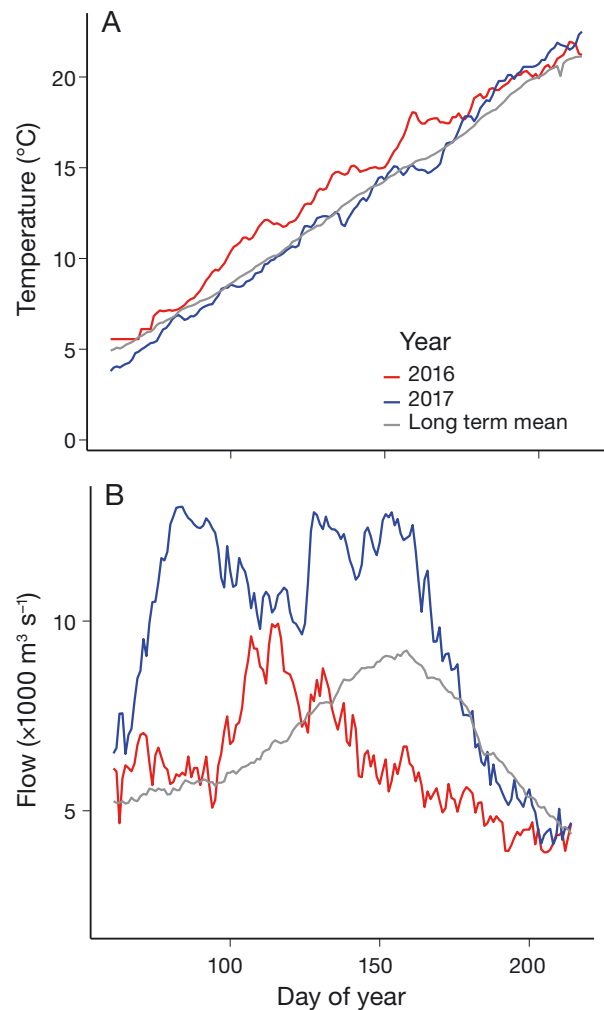 A
20
15
10
5
0
Temperature (°C)
Year
2016
2017
Long term mean
B
10
5
Flow (×1000 m³ s⁻¹)
100 150 200
Day of year